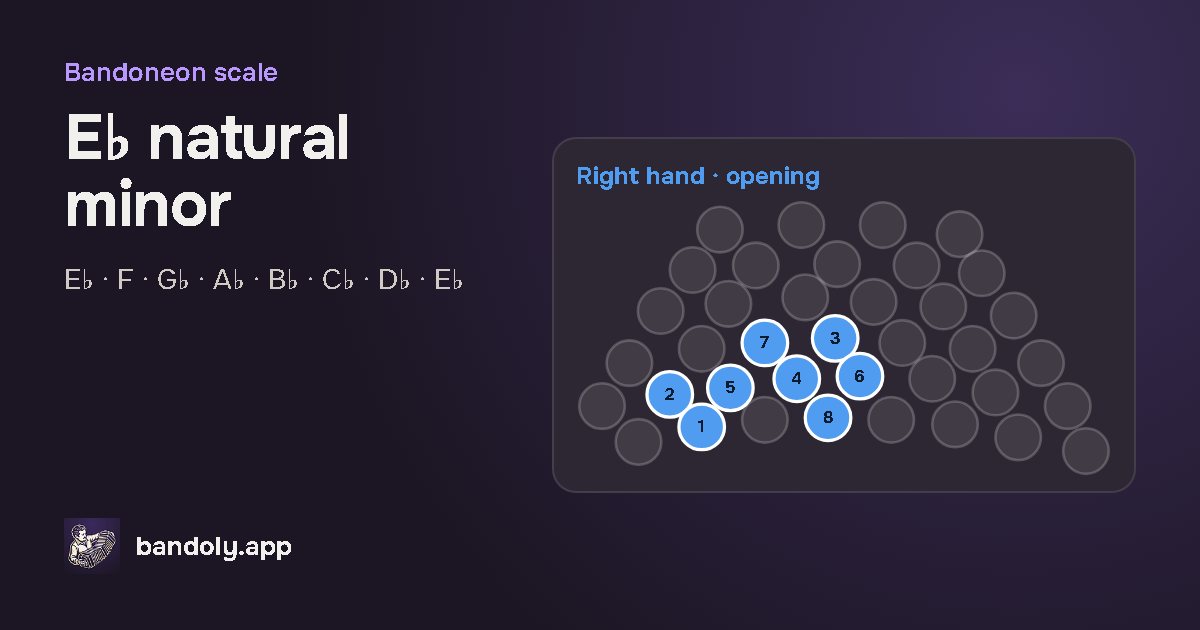 Bandoneon scale
E♭ natural
minor
E♭ · F · G♭ · A♭ · B♭ · C♭ · D♭ · E♭
Right hand · opening
7 3
2 5 4 6
1 8
bandoly.app